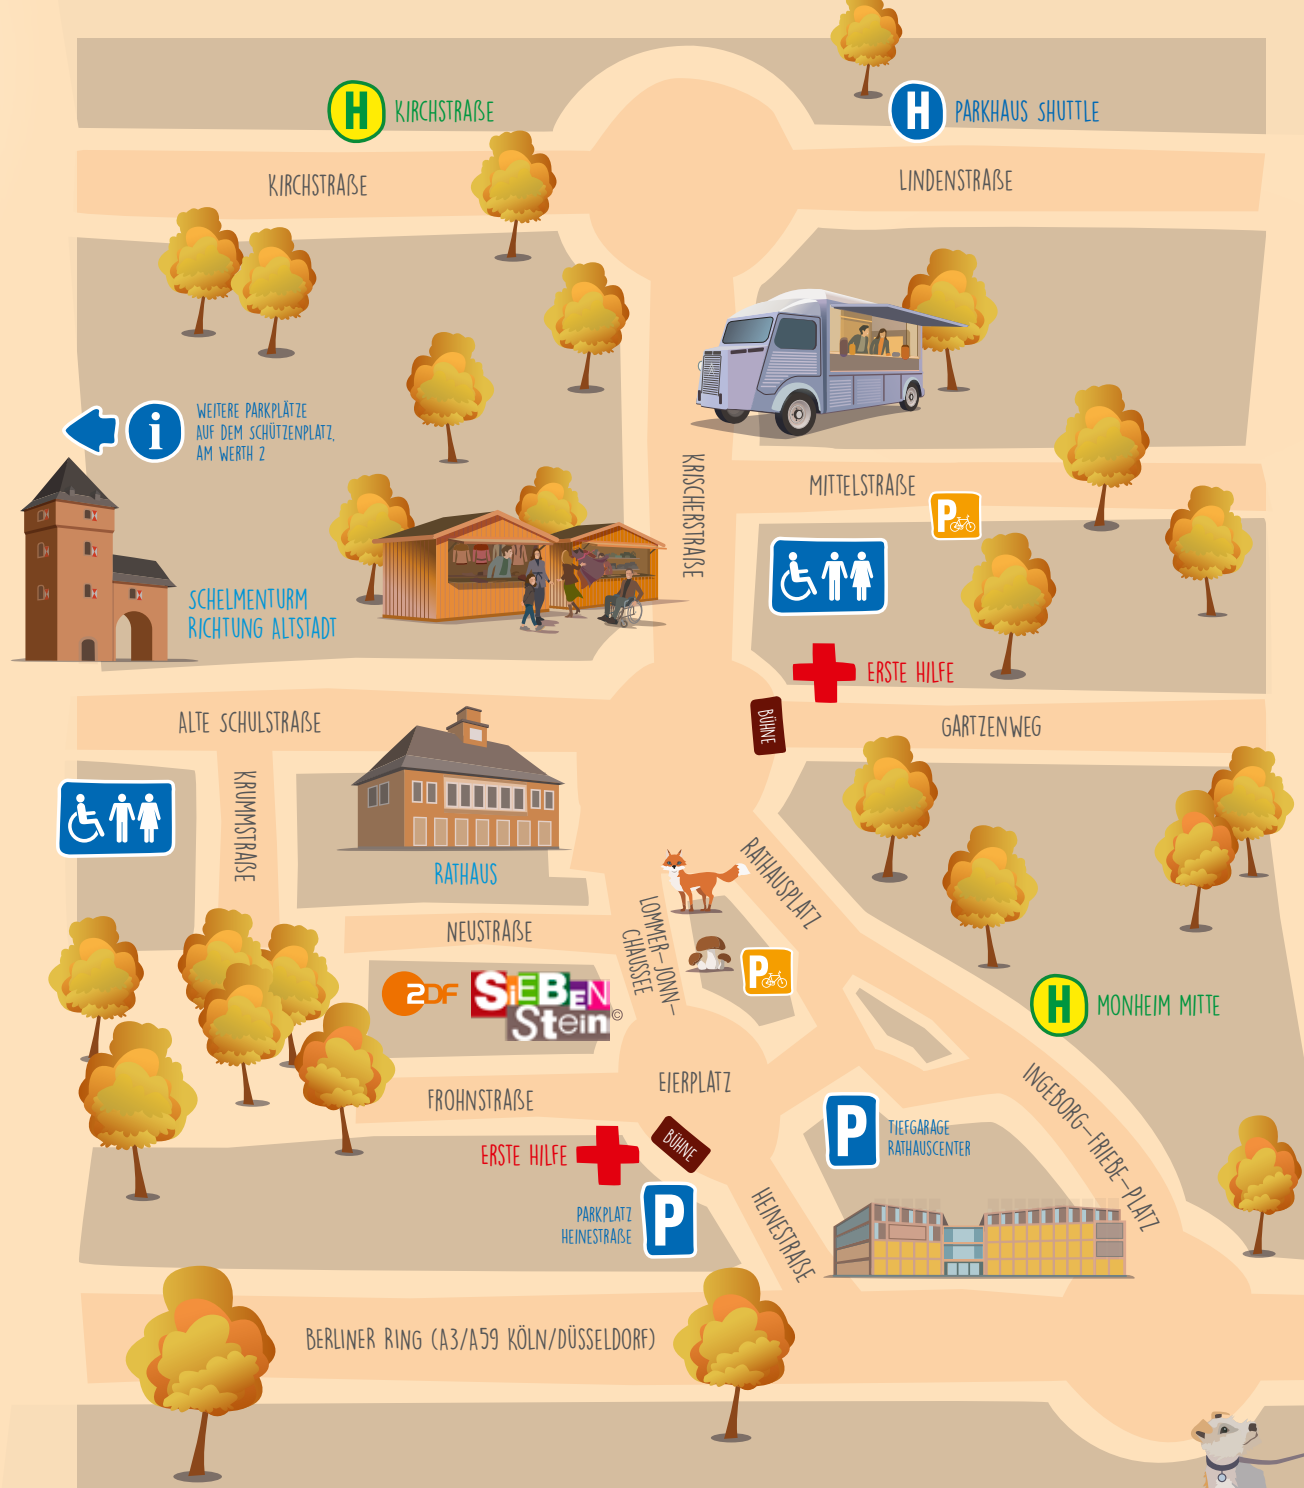 H KIRCHSTRAßE
H PARKHAUS SHUTTLE
KIRCHSTRAßE
LINDENSTRAßE
i
WEITERE PARKPLÄTZE
AUF DEM SCHÜTZENPLATZ,
AM WERTH 2
KRISCHERSTRAßE
MITTELSTRAßE
P
SCHELMENTURM
RICHTUNG ALTSTADT
ERSTE HILFE
BÜHNE
ALTE SCHULSTRAßE
GARTZENWEG
KRUMMSTRAßE
RATHAUS
RATHAUSPLATZ
NEUSTRAßE
LOMMER-JONN-
CHAUSSEE
P
2DF
SiEBEN
Stein ©
H MONHEIM MITTE
EIERPLATZ
FROHNSTRAßE
INGEBORG-FRIEBE-PLATZ
P
TIEFGARAGE
RATHAUSCENTER
ERSTE HILFE
BÜHNE
PARKPLATZ
HEINESTRAßE
P
HEINESTRAßE
BERLINER RING (A3/A59 KÖLN/DÜSSELDORF)